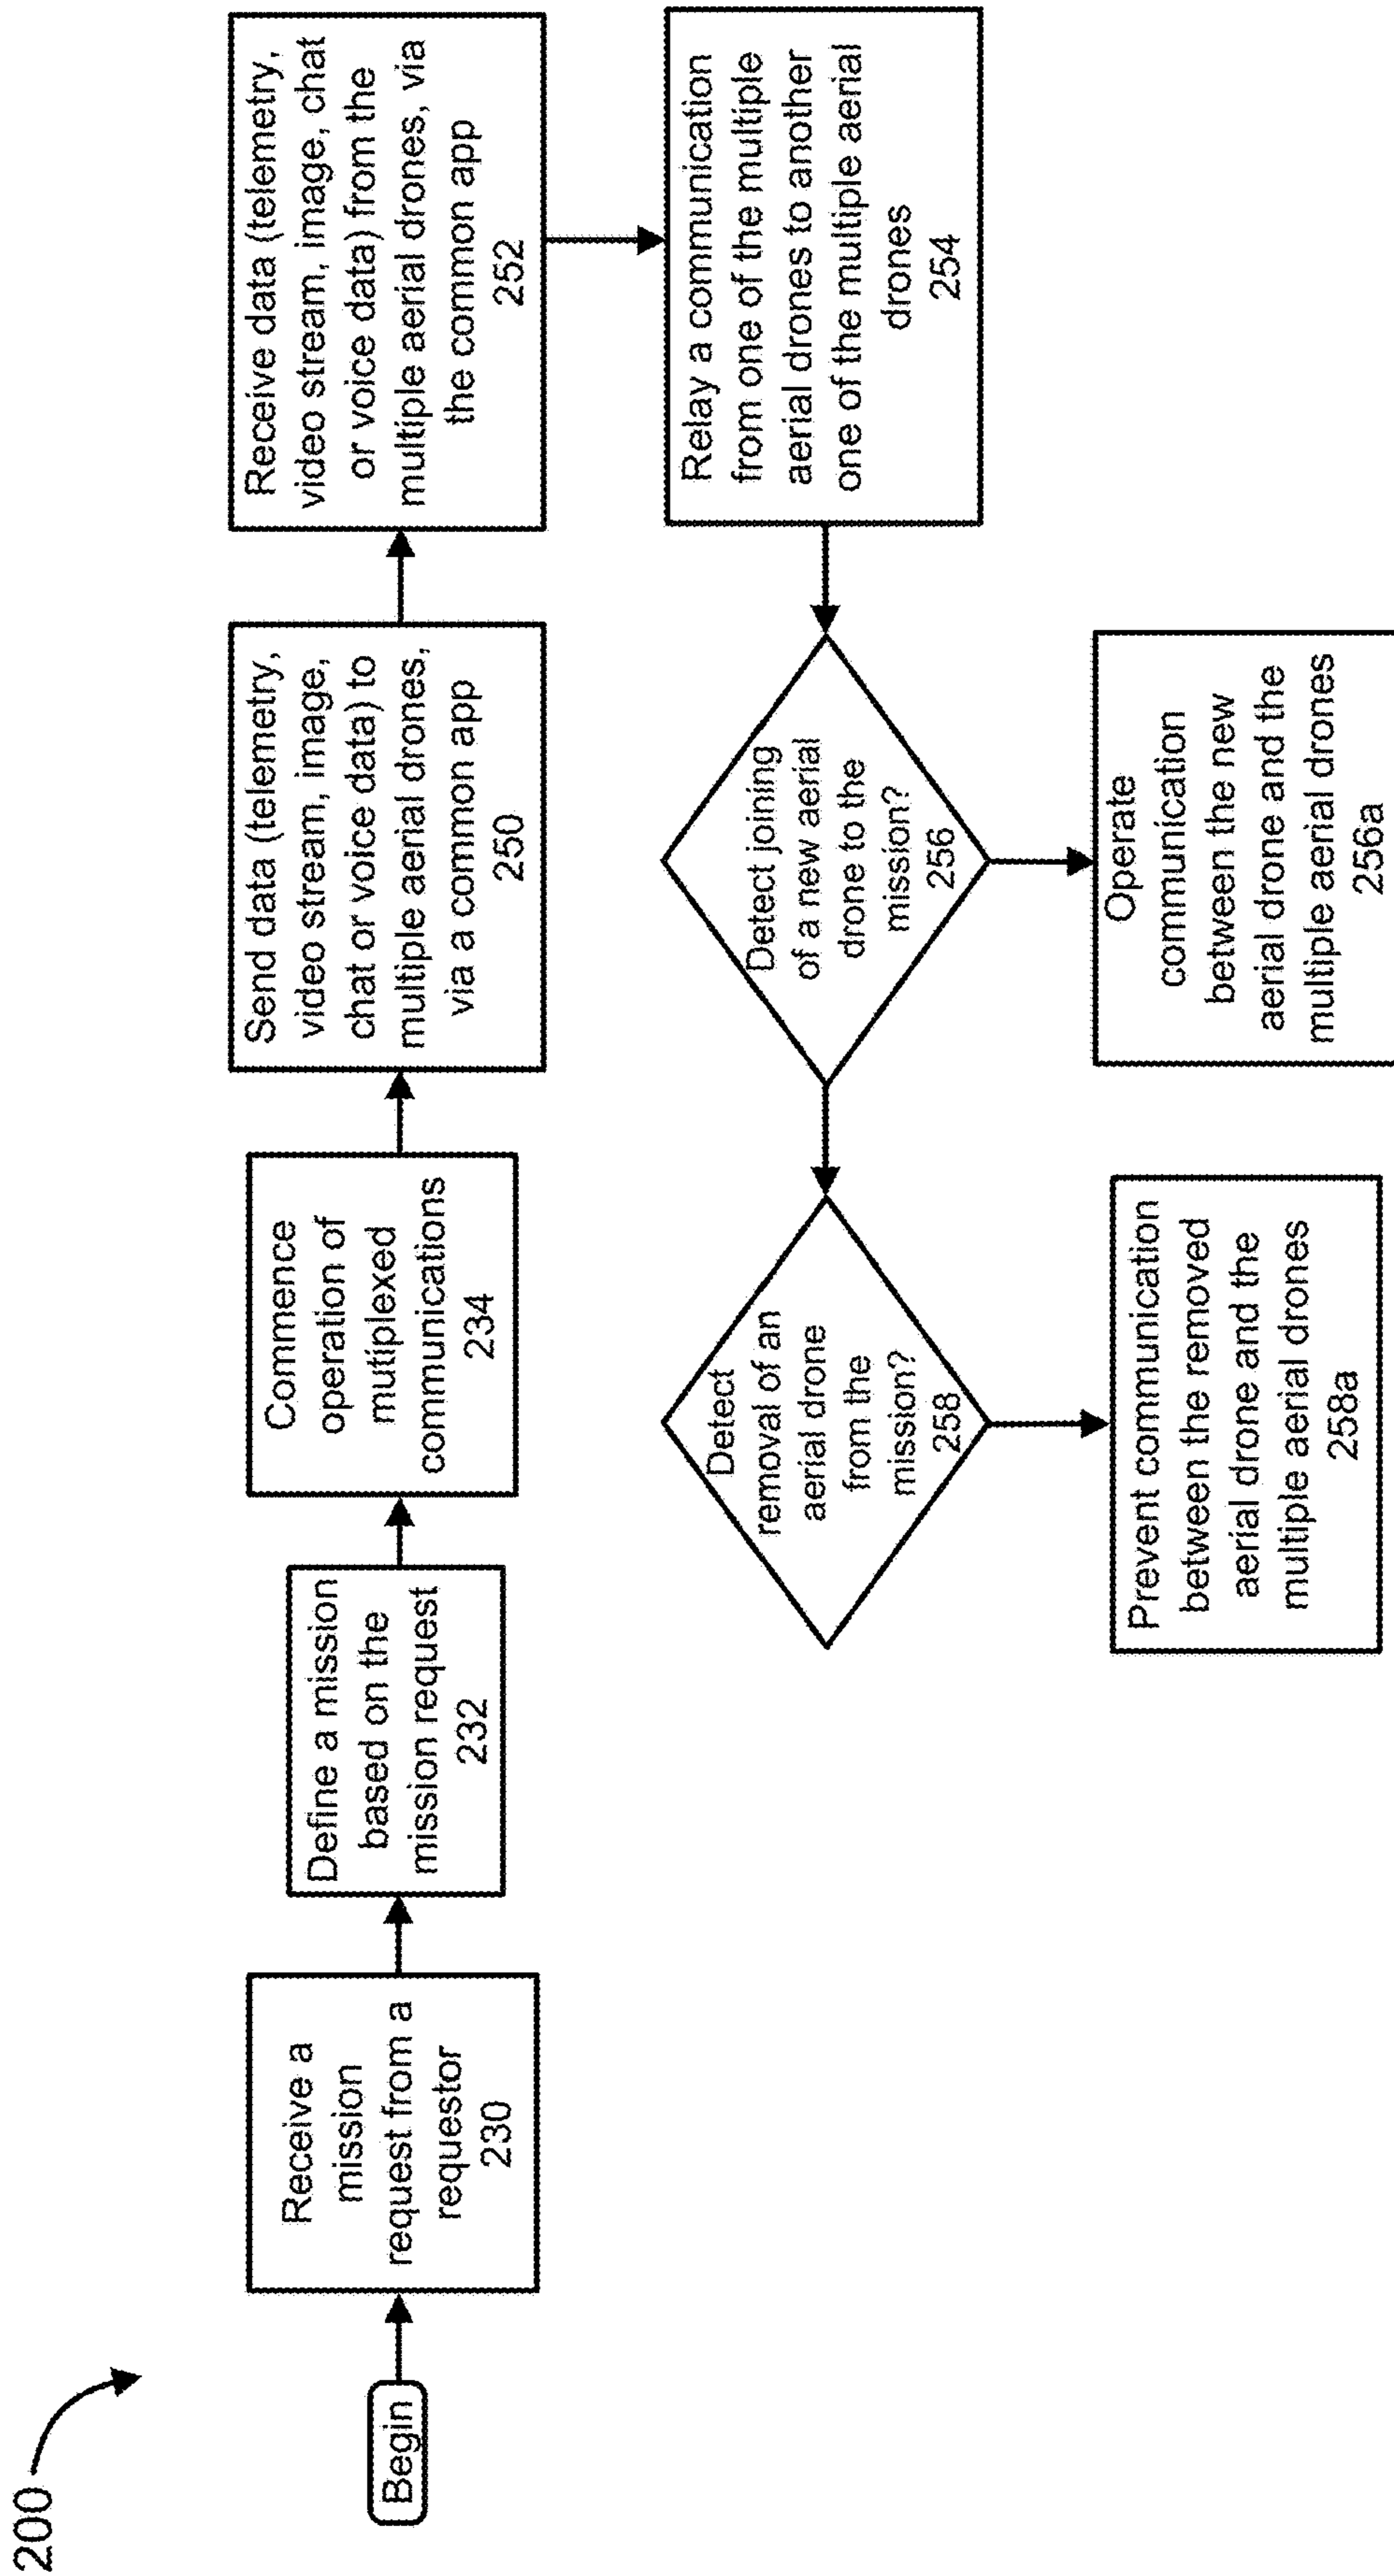 200
Begin
Receive a
mission
request from a
requestor
230
Define a mission
based on the
mission request
232
Commence
operation of
mutiplexed
communications
234
Send data (telemetry,
video stream, image,
chat or voice data) to
multiple aerial drones,
via a common app
250
Receive data (telemetry,
video stream, image, chat
or voice data) from the
multiple aerial drones, via
the common app
252
Relay a communication
from one of the multiple
aerial drones to another
one of the multiple aerial
drones
254
Detect joining
of a new aerial
drone to the
mission?
256
Operate
communication
between the new
aerial drone and the
multiple aerial drones
256a
Detect
removal of an
aerial drone
from the
mission?
258
Prevent communication
between the removed
aerial drone and the
multiple aerial drones
258a